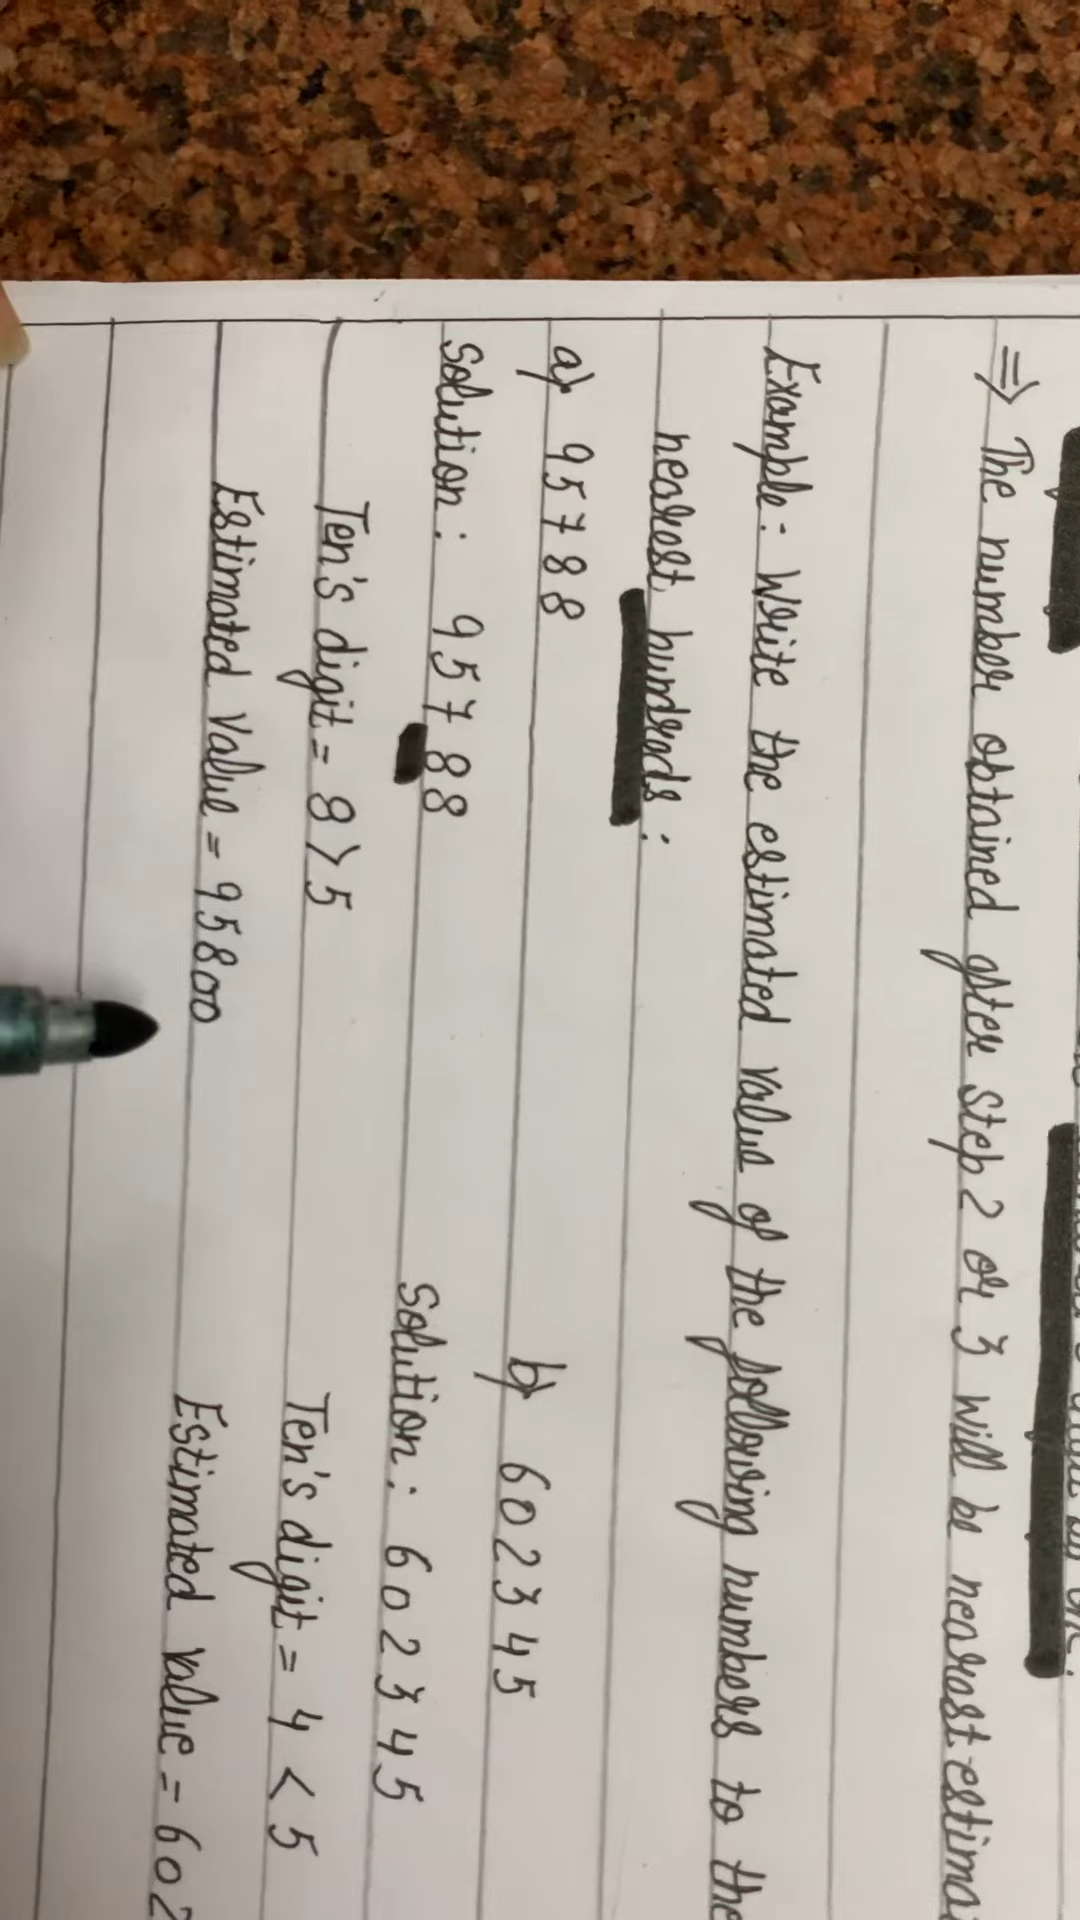 ⇒ The number obtained after step 2 or 3 will be nearest
Example: Write the estimated value of the following numbers to the
nearest hundreds:
a) 95788
b) 602345
Solution: 95788
Solution: 602345
Ten's digit = 8 > 5
Ten's digit = 4 < 5
Estimated value = 95800
Estimated value = 602